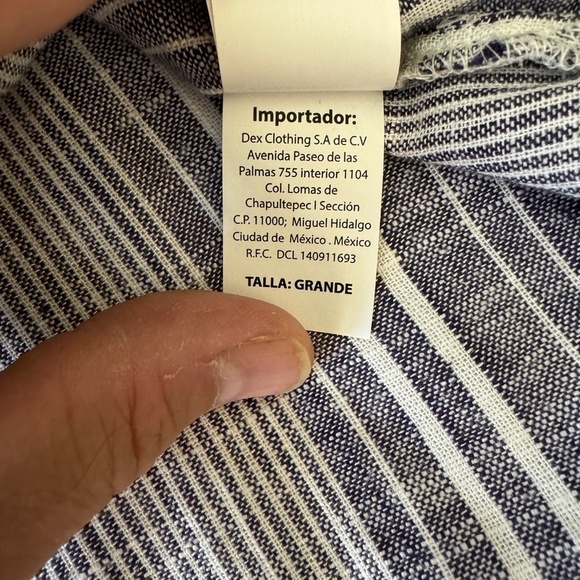 Importador:
Dex Clothing S.A de C.V
Avenida Paseo de las
Palmas 755 interior 1104
Col. Lomas de
Chapultepec I Sección
C.P. 11000; Miguel Hidalgo
Ciudad de México . México
R.F.C. DCL 140911693
TALLA: GRANDE